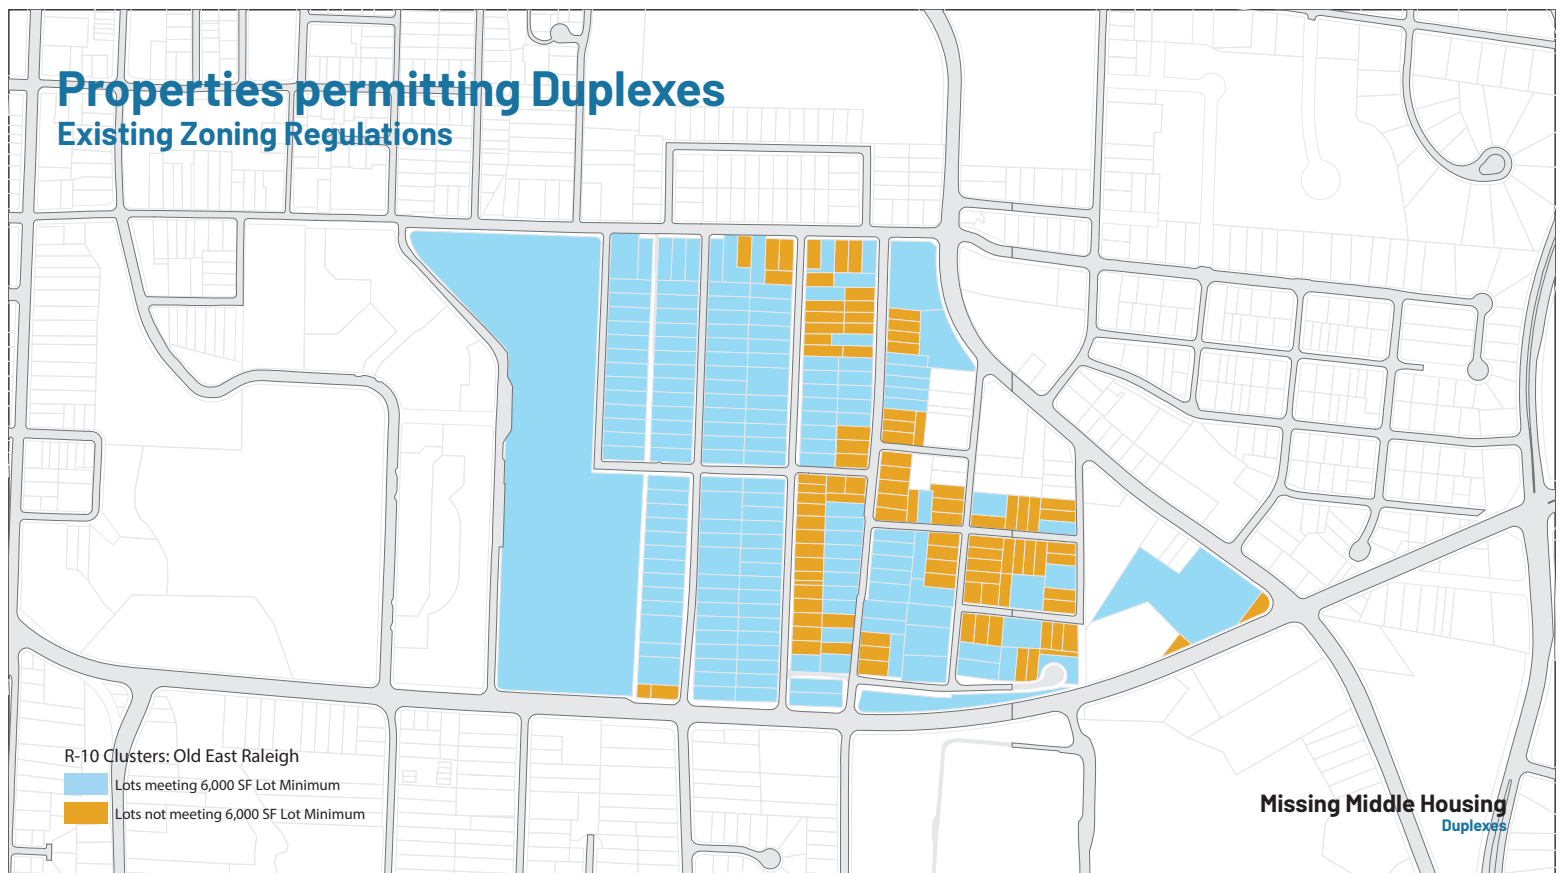 Properties permitting Duplexes
Existing Zoning Regulations
R-10 Clusters: Old East Raleigh
Lots meeting 6,000 SF Lot Minimum
Lots not meeting 6,000 SF Lot Minimum
Missing Middle Housing
Duplexes